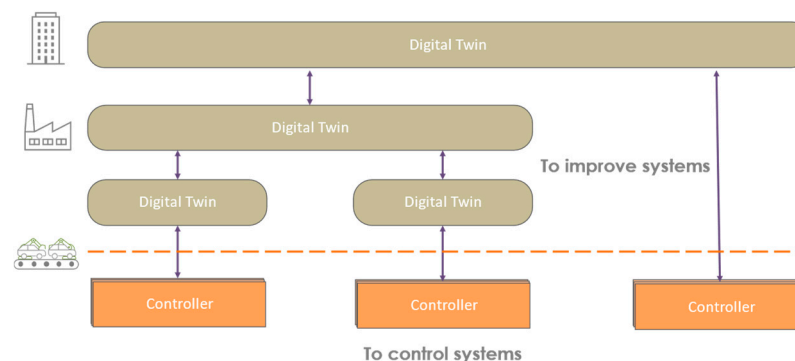 Digital Twin
Digital Twin
To improve systems
Digital Twin
Digital Twin
Controller
Controller
Controller
To control systems